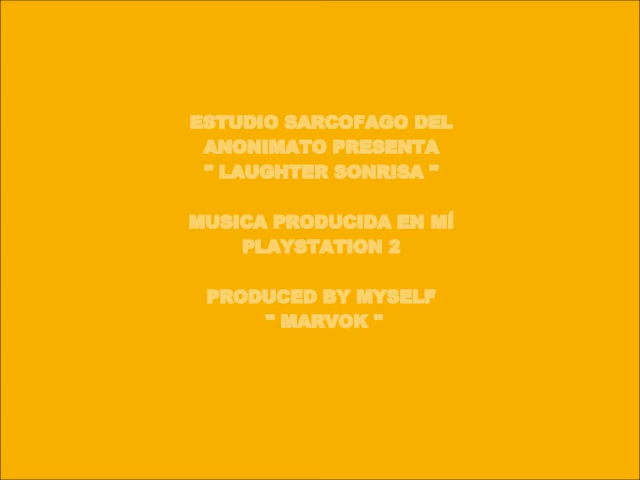 ESTUDIO SARCOFAGO DEL
ANONIMATO PRESENTA
" LAUGHTER SONRISA "
MUSICA PRODUCIDA EN MÍ
PLAYSTATION 2
PRODUCED BY MYSELF
" MARVOK "